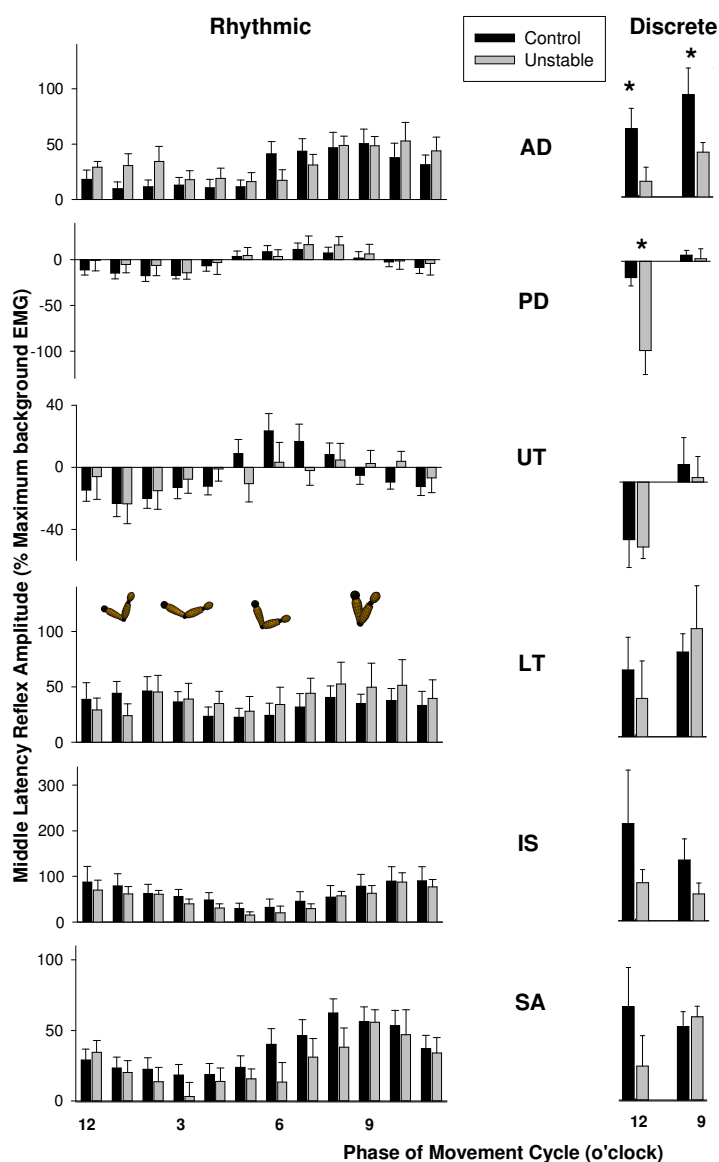 Rhythmic
Control
Unstable
Discrete
* *
100
50
0
AD
*
0
-50
-100
PD
40
0
-40
UT
100
50
0
LT
300
200
100
0
IS
100
50
0
SA
12 3 6 9 12 9
Phase of Movement Cycle (o'clock)
Middle Latency Reflex Amplitude (% Maximum background EMG)